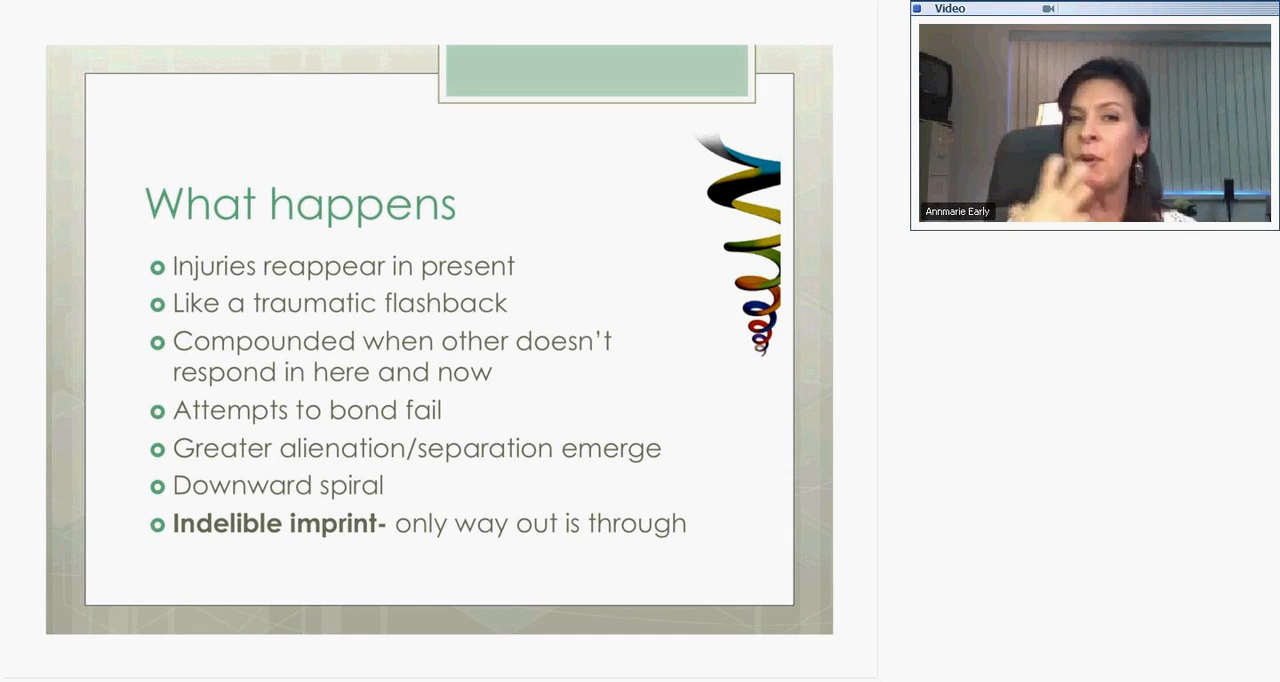 Video
Annmarie Early
What happens
Injuries reappear in present
Like a traumatic flashback
Compounded when other doesn't
respond in here and now
Attempts to bond fail
Greater alienation/separation emerge
Downward spiral
Indelible imprint- only way out is through